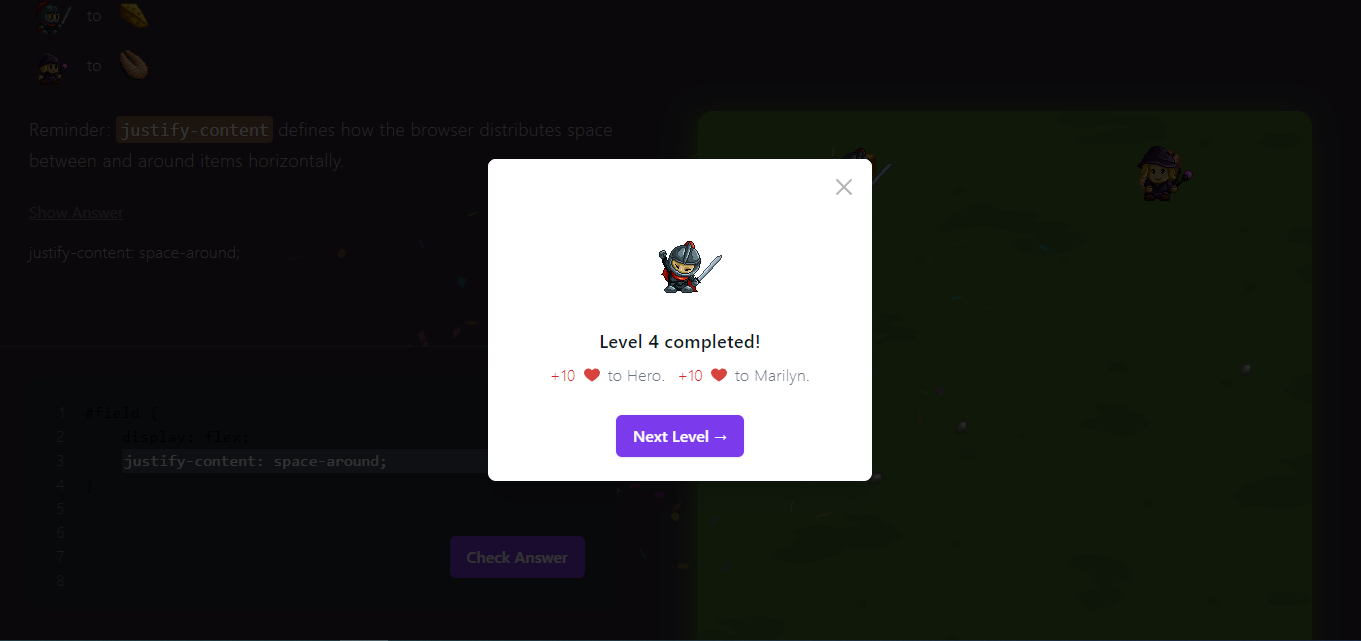 to
to
Reminder: justify-content defines how the browser distributes space
between and around items horizontally.
Show Answer
justify-content: space-around;
Level 4 completed!
+10 to Hero. +10 to Marilyn.
Next Level →
1 #field {
2 display: flex;
3 justify-content: space-around;
4 }
5
6
7
8
Check Answer